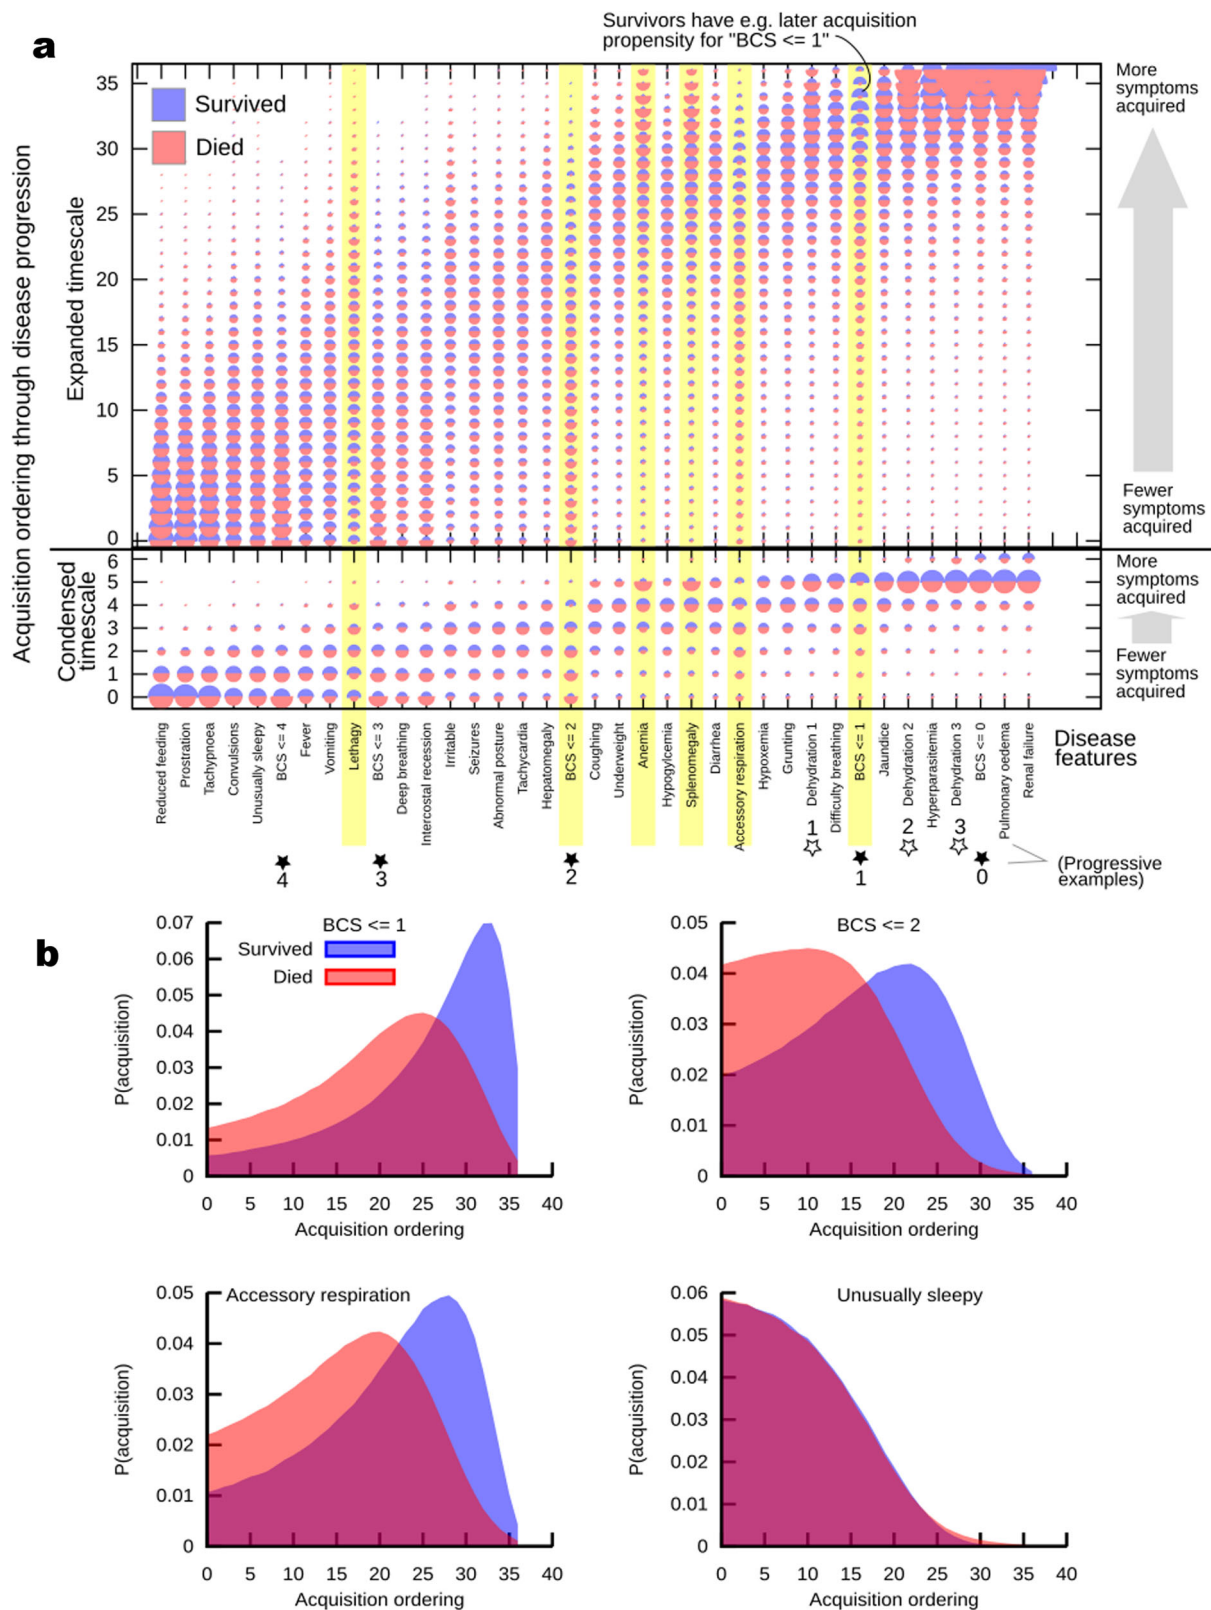 a
Survivors have e.g. later acquisition
propensity for "BCS <= 1"
Acquisition ordering through disease progression
Expanded timescale
35
30
25
20
15
10
5
0
Survived
Died
More
symptoms
acquired
Fewer
symptoms
acquired
Condensed
timescale
6
5
4
3
2
1
0
More
symptoms
acquired
Fewer
symptoms
acquired
Reduced feeding
Prostration
Tachypnoea
Convulsions
Unusually sleepy
BCS <= 4
Fever
Vomiting
Lethagy
BCS <= 3
Deep breathing
Intercostal recession
Irritable
Seizures
Abnormal posture
Tachycardia
Hepatomegaly
BCS <= 2
Coughing
Underweight
Anemia
Hypogylcemia
Splenomegaly
Diarrhea
Accessory respiration
Hypoxemia
Grunting
Dehydration 1
Difficulty breathing
BCS <= 1
Jaundice
Dehydration 2
Hyperparasitemia
Dehydration 3
BCS <= 0
Pulmonary oedema
Renal failure
Disease
features
1
2
3
4
3
2
1
0
(Progressive
examples)
b
BCS <= 1
Survived
Died
P(acquisition)
0.07
0.06
0.05
0.04
0.03
0.02
0.01
0
0 5 10 15 20 25 30 35 40
Acquisition ordering
BCS <= 2
P(acquisition)
0.05
0.04
0.03
0.02
0.01
0
0 5 10 15 20 25 30 35 40
Acquisition ordering
Accessory respiration
P(acquisition)
0.05
0.04
0.03
0.02
0.01
0
0 5 10 15 20 25 30 35 40
Acquisition ordering
Unusually sleepy
P(acquisition)
0.06
0.05
0.04
0.03
0.02
0.01
0
0 5 10 15 20 25 30 35 40
Acquisition ordering